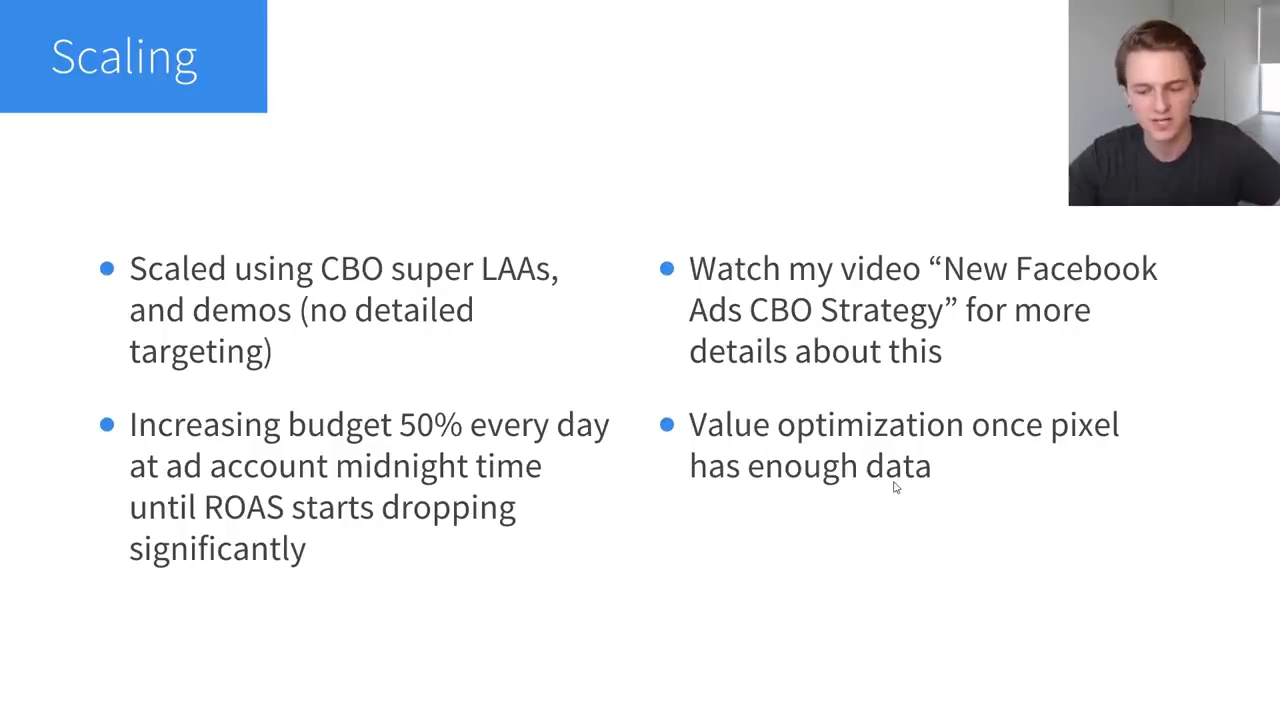 Scaling
Scaled using CBO super LAAs,
and demos (no detailed
targeting)
Increasing budget 50% every day
at ad account midnight time
until ROAS starts dropping
significantly
Watch my video “New Facebook
Ads CBO Strategy” for more
details about this
Value optimization once pixel
has enough data